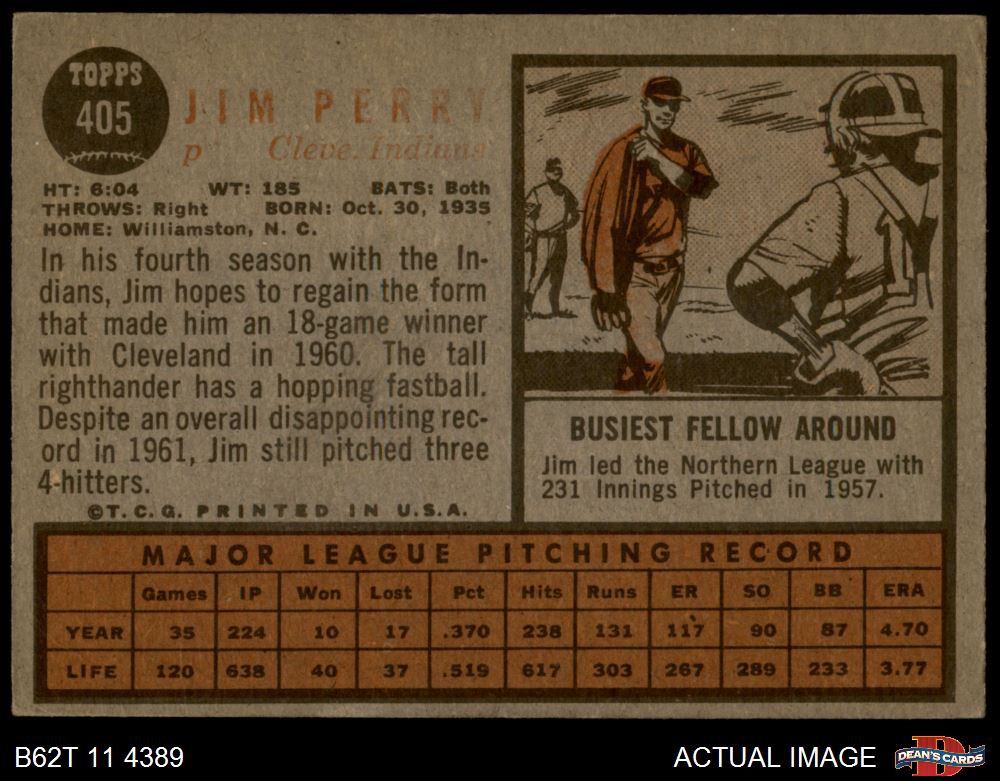 TOPPS
405
JIM PERRY
p Cleve. Indians
HT: 6:04 WT: 185 BATS: Both
THROWS: Right BORN: Oct. 30, 1935
HOME: Williamston, N. C.
In his fourth season with the In-
dians, Jim hopes to regain the form
that made him an 18-game winner
with Cleveland in 1960. The tall
righthander has a hopping fastball.
Despite an overall disappointing rec-
ord in 1961, Jim still pitched three
4-hitters.
©T. C. G. PRINTED IN U.S.A.
BUSIEST FELLOW AROUND
Jim led the Northern League with
231 Innings Pitched in 1957.
MAJOR LEAGUE PITCHING RECORD
Games IP Won Lost Pct Hits Runs ER SO BB ERA
YEAR 35 224 10 17 .370 238 131 117 90 87 4.70
LIFE 120 638 40 37 .519 617 303 267 289 233 3.77
B62T 11 4389
ACTUAL IMAGE
D
DEAN'S CARDS